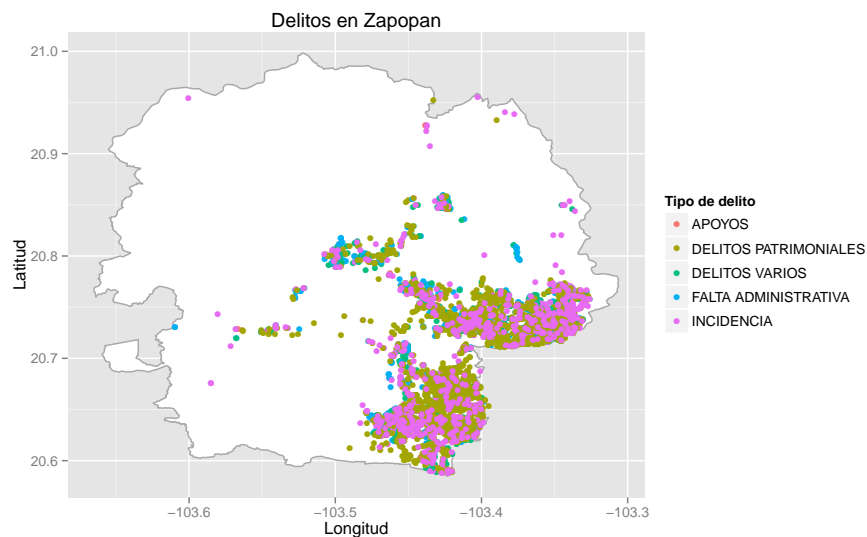 Delitos en Zapopan
21.0
20.9
20.8
20.7
20.6
Latitud
−103.6
−103.5
−103.4
−103.3
Longitud
Tipo de delito
APOYOS
DELITOS PATRIMONIALES
DELITOS VARIOS
FALTA ADMINISTRATIVA
INCIDENCIA